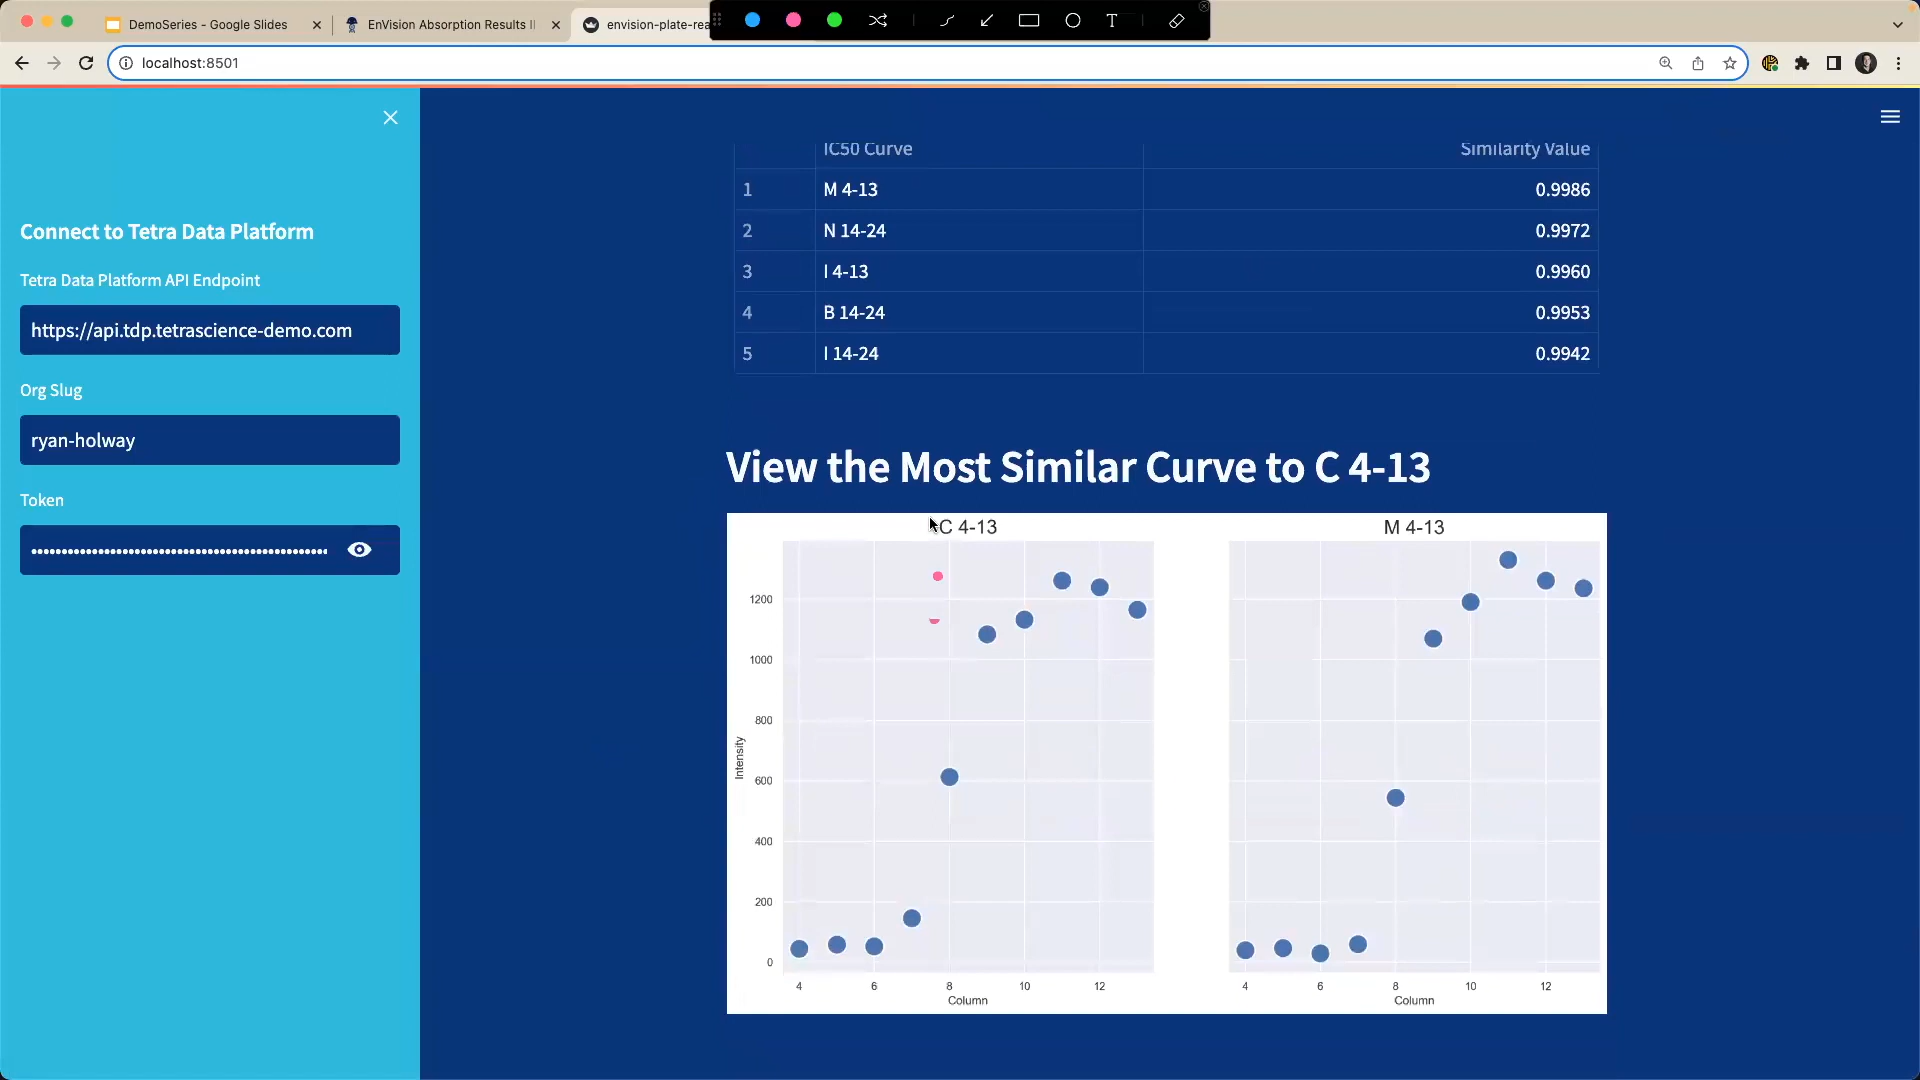 DemoSeries - Google Slides
EnVision Absorption Results II
envision-plate-rea
T
localhost:8501
Connect to Tetra Data Platform
Tetra Data Platform API Endpoint
https://api.tdp.tetrascience-demo.com
Org Slug
ryan-holway
Token
IC50 Curve Similarity Value
1 M 4-13 0.9986
2 N 14-24 0.9972
3 I 4-13 0.9960
4 B 14-24 0.9953
5 I 14-24 0.9942
View the Most Similar Curve to C 4-13
C 4-13
M 4-13
1200
1000
800
600
400
200
0
Intensity
4 6 8 10 12
Column
4 6 8 10 12
Column